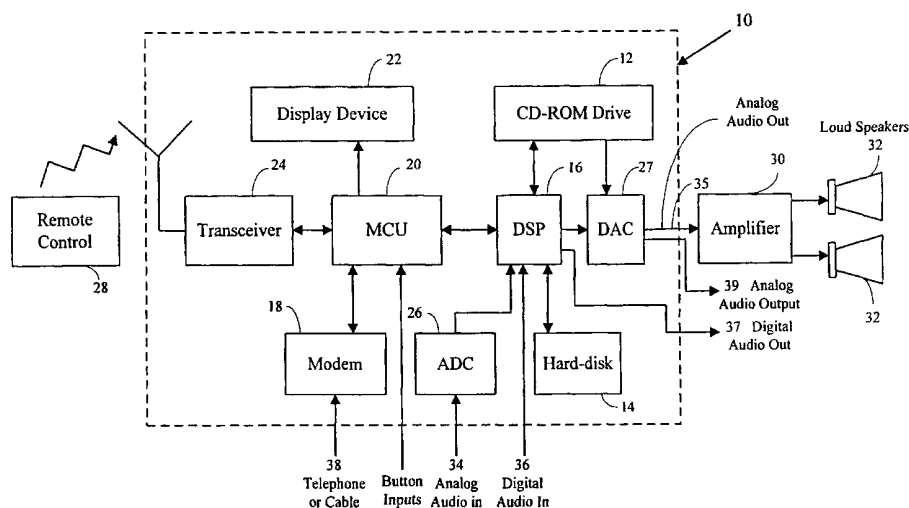 10
22
12
Display Device
CD-ROM Drive
Analog
Audio Out
Loud Speakers
32
24
20
16
27
35
30
Remote
Control
28
Transceiver
MCU
DSP
DAC
Amplifier
32
39 Analog
Audio Output
37 Digital
Audio Out
18
26
Modem
ADC
Hard-disk
14
38
Telephone
or Cable
Button
Inputs
34
Analog
Audio in
36
Digital
Audio In